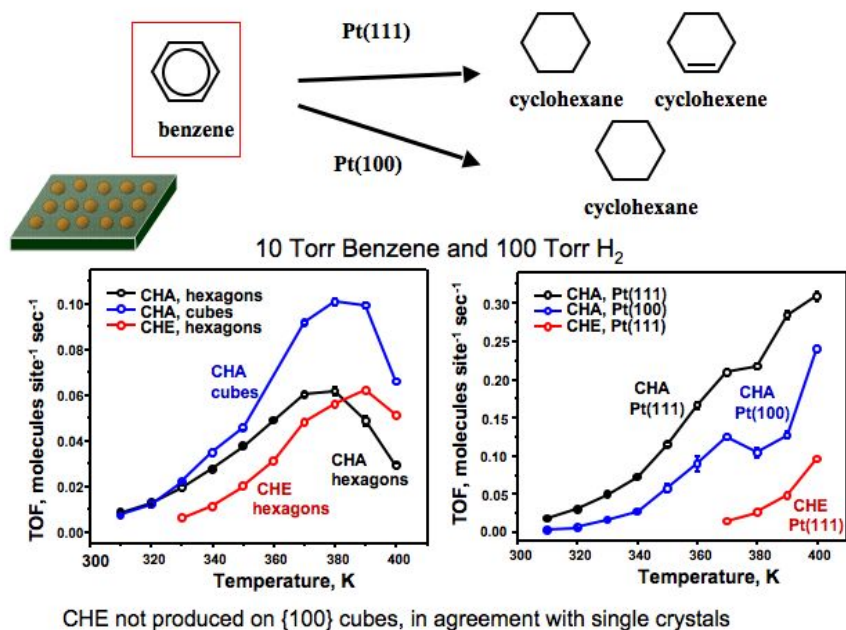 Pt(111)
benzene
cyclohexane cyclohexene
Pt(100)
cyclohexane
10 Torr Benzene and 100 Torr H₂
CHA, hexagons
CHA, cubes
CHE, hexagons
CHA
cubes
CHA
hexagons
CHE
hexagons
TOF, molecules site⁻¹ sec⁻¹
0.10
0.08
0.06
0.04
0.02
0.00
300 320 340 360 380 400
Temperature, K
CHA, Pt(111)
CHA, Pt(100)
CHE, Pt(111)
CHA
Pt(111)
CHA
Pt(100)
CHE
Pt(111)
TOF, molecules site⁻¹ sec⁻¹
0.30
0.25
0.20
0.15
0.10
0.05
0.00
300 320 340 360 380 400
Temperature, K
CHE not produced on {100} cubes, in agreement with single crystals